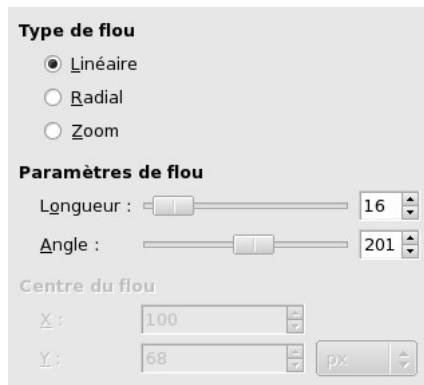 Type de flou
Linéaire
Radial
Zoom
Paramètres de flou
Longueur : 16
Angle : 201
Centre du flou
X : 100
Y : 68 px